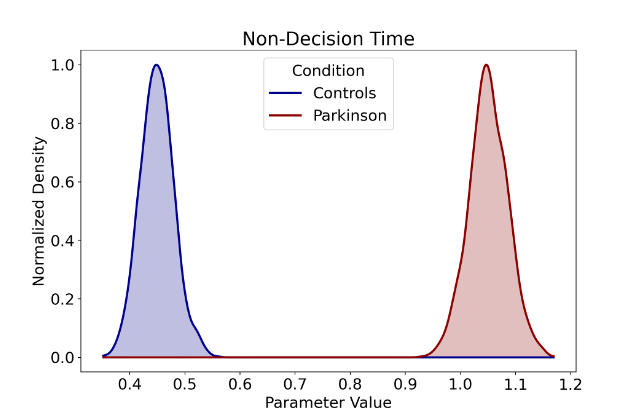 Non-Decision Time
Condition
Controls
Parkinson
Normalized Density
1.0
0.8
0.6
0.4
0.2
0.0
0.4 0.5 0.6 0.7 0.8 0.9 1.0 1.1 1.2
Parameter Value